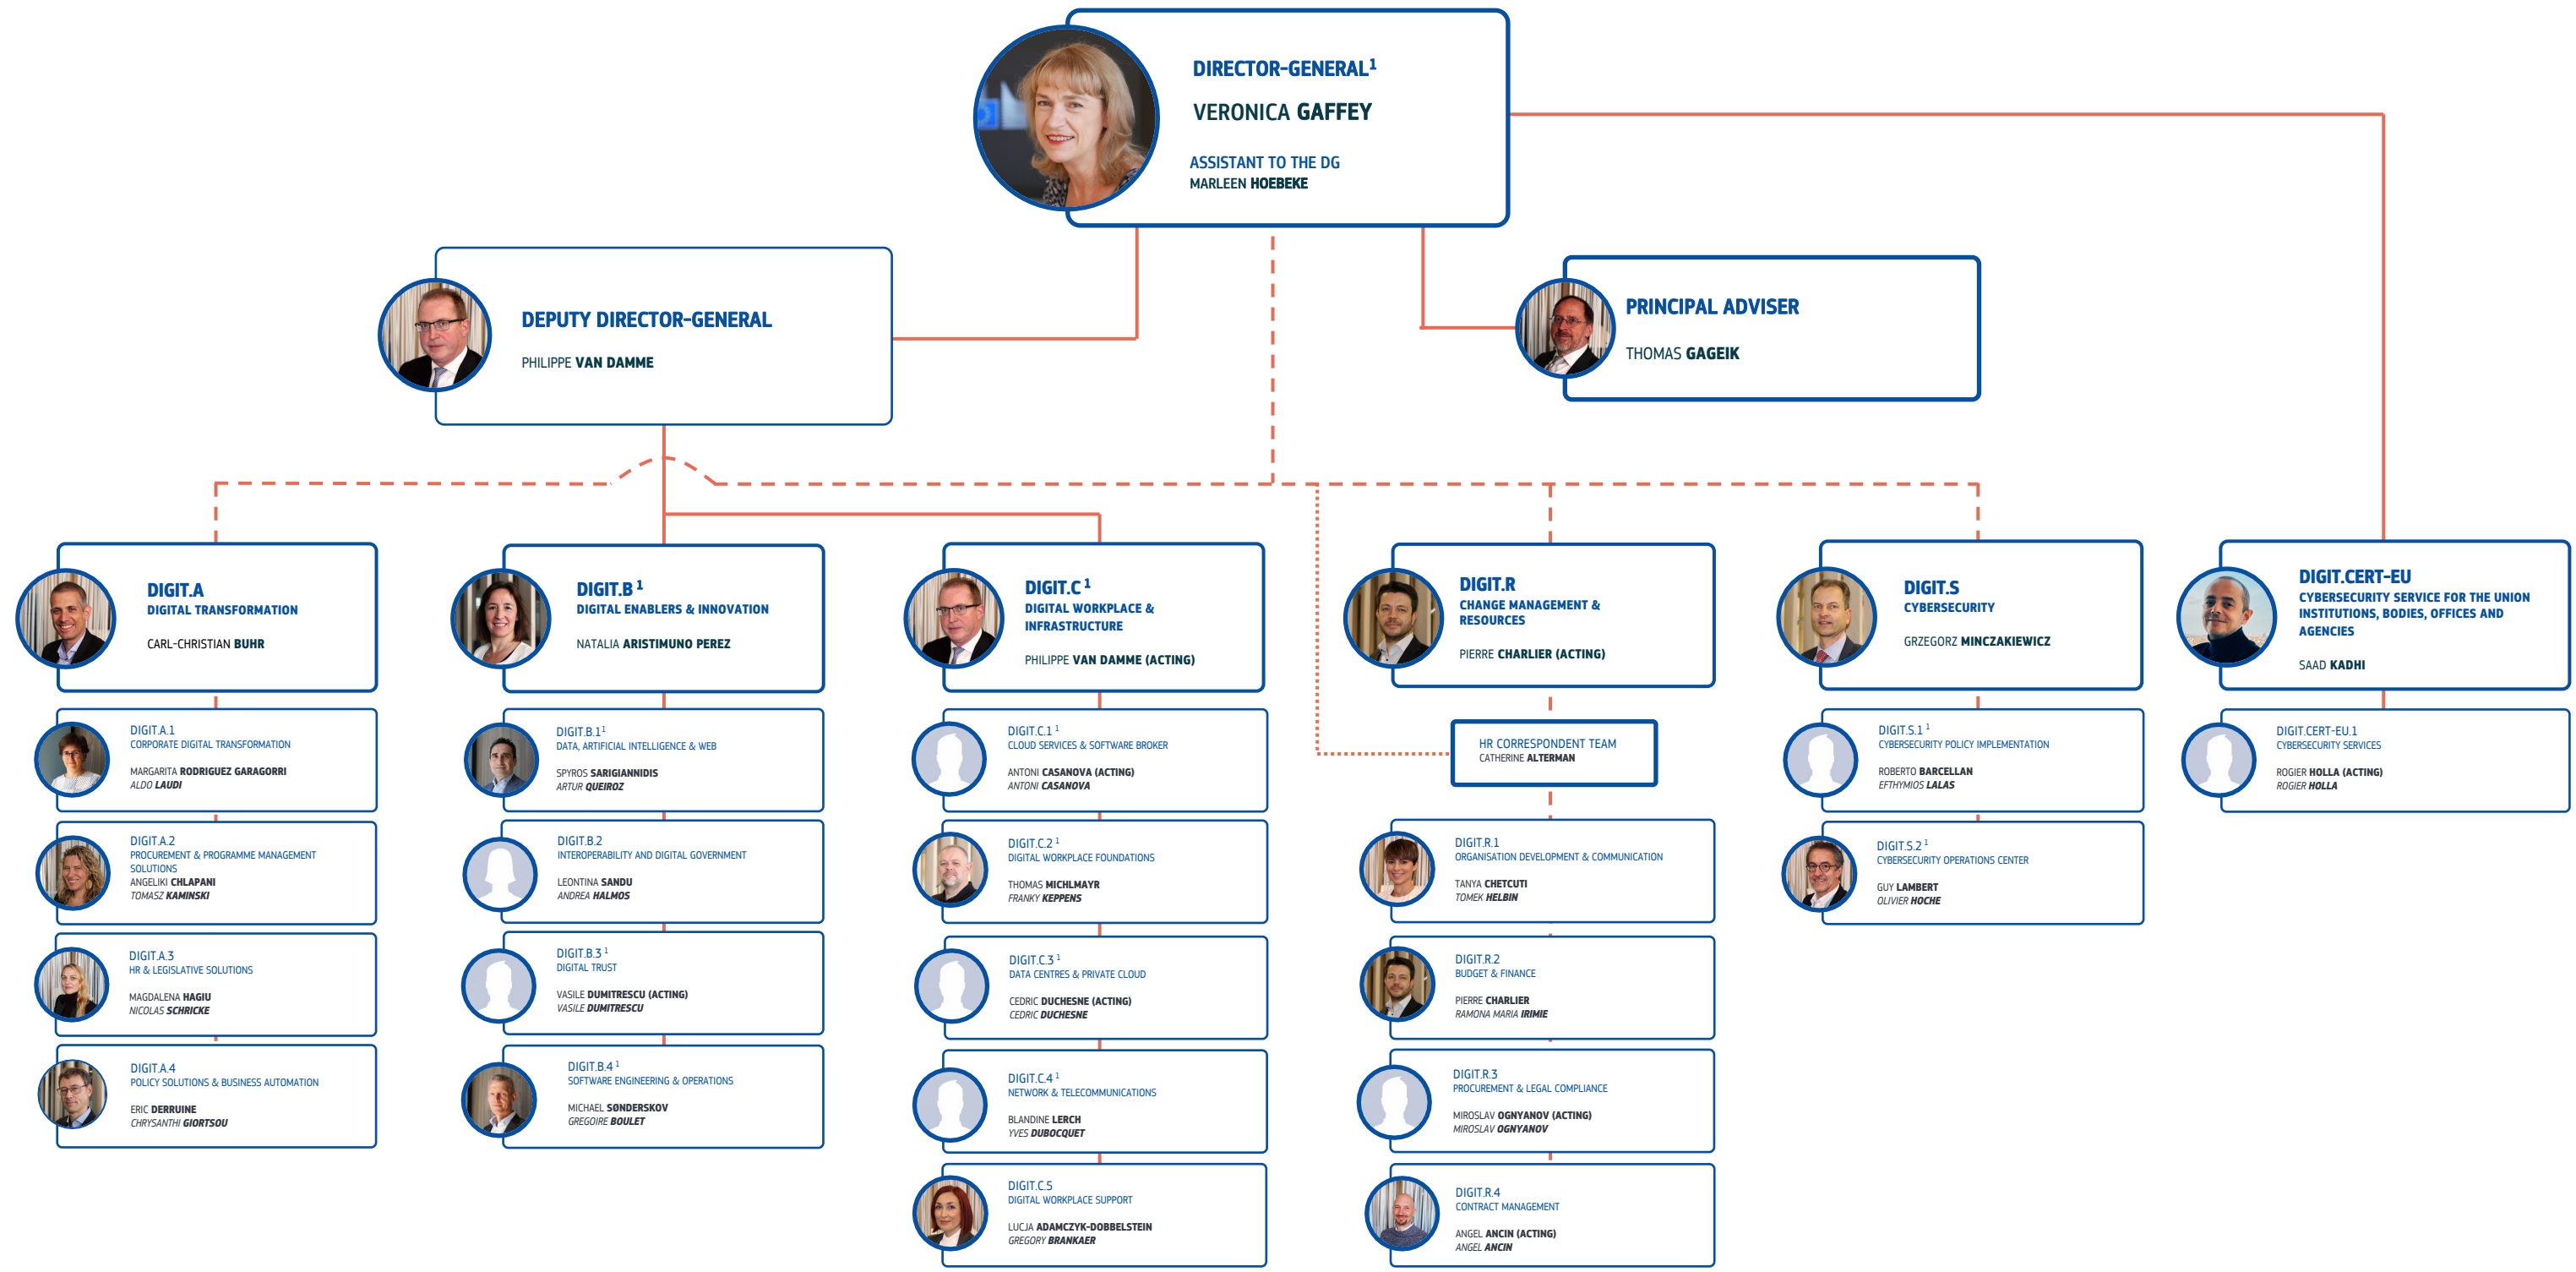 DIRECTOR-GENERAL¹
VERONICA GAFFEY
ASSISTANT TO THE DG
MARLEEN HOEBEKE
DEPUTY DIRECTOR-GENERAL
PHILIPPE VAN DAMME
PRINCIPAL ADVISER
THOMAS GAGEIK
DIGIT.A
DIGITAL TRANSFORMATION
CARL-CHRISTIAN BUHR
DIGIT.A.1
CORPORATE DIGITAL TRANSFORMATION
MARGARITA RODRIGUEZ GARAGORRI
ALDO LAUDI
DIGIT.A.2
PROCUREMENT & PROGRAMME MANAGEMENT
SOLUTIONS
ANGELIKI CHLAPANI
TOMASZ KAMINSKI
DIGIT.A.3
HR & LEGISLATIVE SOLUTIONS
MAGDALENA HAGIU
NICOLAS SCHRICKE
DIGIT.A.4
POLICY SOLUTIONS & BUSINESS AUTOMATION
ERIC DERRUINE
CHRYSANTHI GIORTSOU
DIGIT.B ¹
DIGITAL ENABLERS & INNOVATION
NATALIA ARISTIMUNO PEREZ
DIGIT.B.1¹
DATA, ARTIFICIAL INTELLIGENCE & WEB
SPYROS SARIGIANNIDIS
ARTUR QUEIROZ
DIGIT.B.2
INTEROPERABILITY AND DIGITAL GOVERNMENT
LEONTINA SANDU
ANDREA HALMOS
DIGIT.B.3 ¹
DIGITAL TRUST
VASILE DUMITRESCU (ACTING)
VASILE DUMITRESCU
DIGIT.B.4 ¹
SOFTWARE ENGINEERING & OPERATIONS
MICHAEL SØNDERSKOV
GREGOIRE BOULET
DIGIT.C ¹
DIGITAL WORKPLACE &
INFRASTRUCTURE
PHILIPPE VAN DAMME (ACTING)
DIGIT.C.1 ¹
CLOUD SERVICES & SOFTWARE BROKER
ANTONI CASANOVA (ACTING)
ANTONI CASANOVA
DIGIT.C.2 ¹
DIGITAL WORKPLACE FOUNDATIONS
THOMAS MICHLMAYR
FRANKY KEPPENS
DIGIT.C.3 ¹
DATA CENTRES & PRIVATE CLOUD
CEDRIC DUCHESNE (ACTING)
CEDRIC DUCHESNE
DIGIT.C.4 ¹
NETWORK & TELECOMMUNICATIONS
BLANDINE LERCH
YVES DUBOCQUET
DIGIT.C.5
DIGITAL WORKPLACE SUPPORT
LUCJA ADAMCZYK-DOBBELSTEIN
GREGORY BRANKAER
DIGIT.R
CHANGE MANAGEMENT &
RESOURCES
PIERRE CHARLIER (ACTING)
HR CORRESPONDENT TEAM
CATHERINE ALTERMAN
DIGIT.R.1
ORGANISATION DEVELOPMENT & COMMUNICATION
TANYA CHETCUTI
TOMEK HELBIN
DIGIT.R.2
BUDGET & FINANCE
PIERRE CHARLIER
RAMONA MARIA IRIMIE
DIGIT.R.3
PROCUREMENT & LEGAL COMPLIANCE
MIROSLAV OGNYANOV (ACTING)
MIROSLAV OGNYANOV
DIGIT.R.4
CONTRACT MANAGEMENT
ANGEL ANCIN (ACTING)
ANGEL ANCIN
DIGIT.S
CYBERSECURITY
GRZEGORZ MINCZAKIEWICZ
DIGIT.S.1 ¹
CYBERSECURITY POLICY IMPLEMENTATION
ROBERTO BARCELLAN
EFTHYMIOS LALAS
DIGIT.S.2 ¹
CYBERSECURITY OPERATIONS CENTER
GUY LAMBERT
OLIVIER HOCHE
DIGIT.CERT-EU
CYBERSECURITY SERVICE FOR THE UNION
INSTITUTIONS, BODIES, OFFICES AND
AGENCIES
SAAD KADHI
DIGIT.CERT-EU.1
CYBERSECURITY SERVICES
ROGIER HOLLA (ACTING)
ROGIER HOLLA